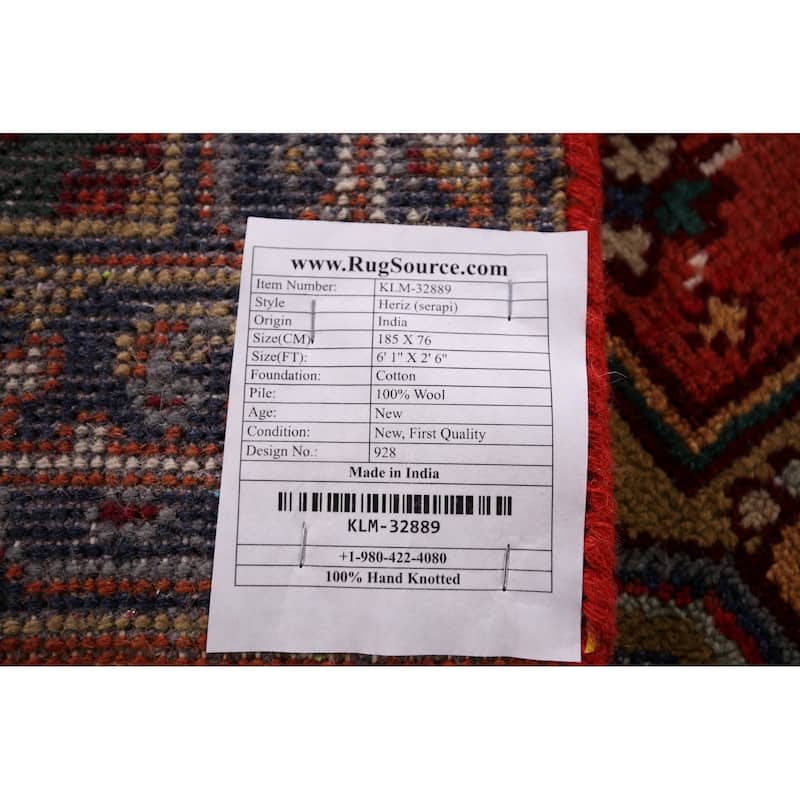 www.RugSource.com
Item Number: KLM-32889
Style Heriz (serapi)
Origin India
Size(CM) 185 X 76
Size(FT): 6' 1" X 2' 6"
Foundation: Cotton
Pile: 100% Wool
Age: New
Condition: New, First Quality
Design No.: 928
Made in India
KLM-32889
+1-980-422-4080
100% Hand Knotted